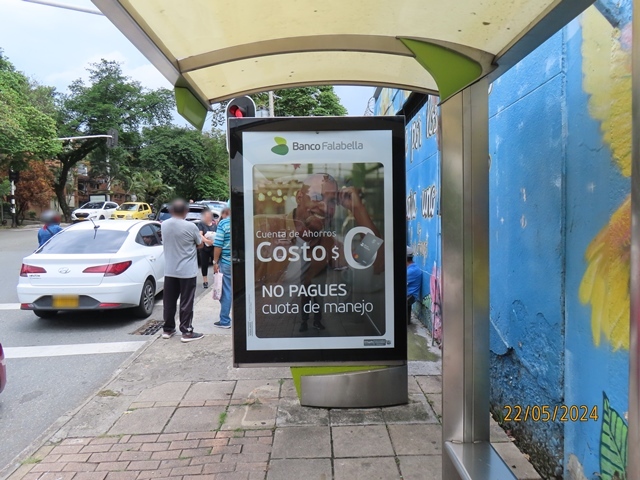 Banco Falabella
Cuenta de Ahorros
Costo $ 0
NO PAGUES
cuota de manejo
22/05/2024